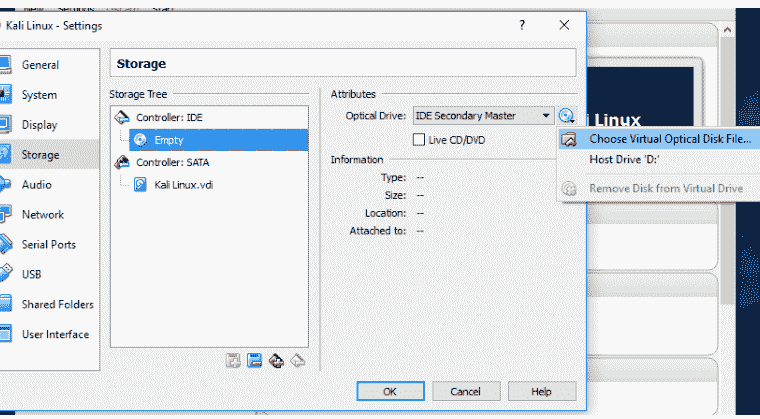 Kali Linux - Settings
?
General
System
Display
Storage
Audio
Network
Serial Ports
USB
Shared Folders
User Interface
Storage
Storage Tree
Controller: IDE
Empty
Controller: SATA
Kali Linux.vdi
Attributes
Optical Drive: IDE Secondary Master
Live CD/DVD
Information
Type: --
Size: --
Location: --
Attached to: --
Linux
Choose Virtual Optical Disk File...
Host Drive 'D:'
Remove Disk from Virtual Drive
OK Cancel Help